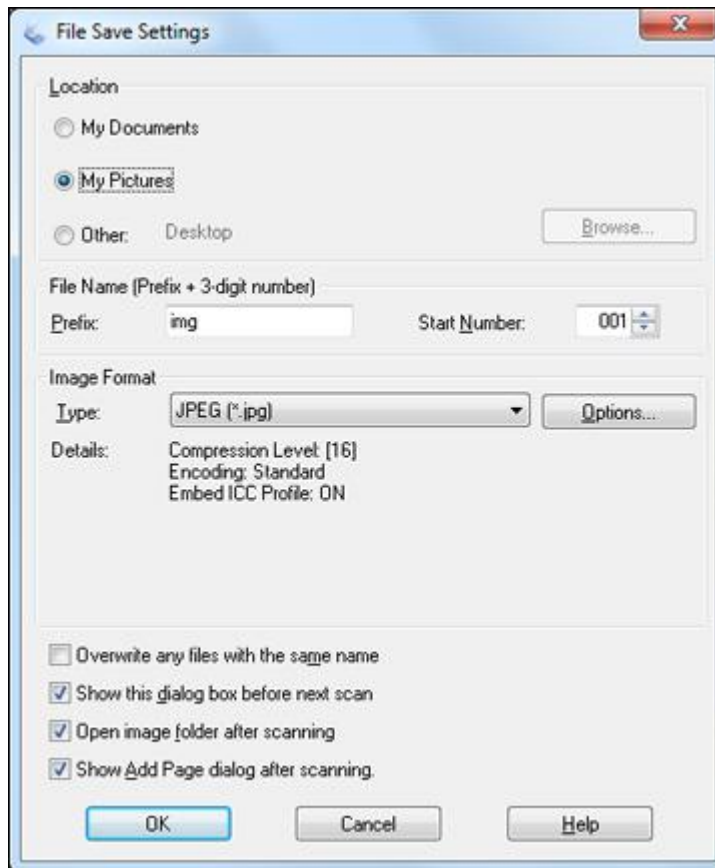 File Save Settings
Location
My Documents
My Pictures
Other: Desktop Browse...
File Name (Prefix + 3-digit number)
Prefix: img Start Number: 001
Image Format
Type: JPEG (*.jpg) Options...
Details: Compression Level: [16]
Encoding: Standard
Embed ICC Profile: ON
Overwrite any files with the same name
Show this dialog box before next scan
Open image folder after scanning
Show Add Page dialog after scanning.
OK Cancel Help